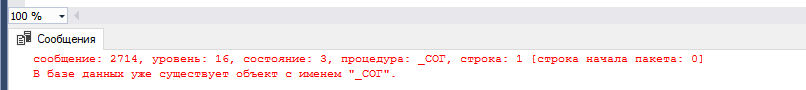 100 %
Сообщения
сообщение: 2714, уровень: 16, состояние: 3, процедура: _СОГ, строка: 1 [строка начала пакета: 0]
В базе данных уже существует объект с именем "_СОГ".